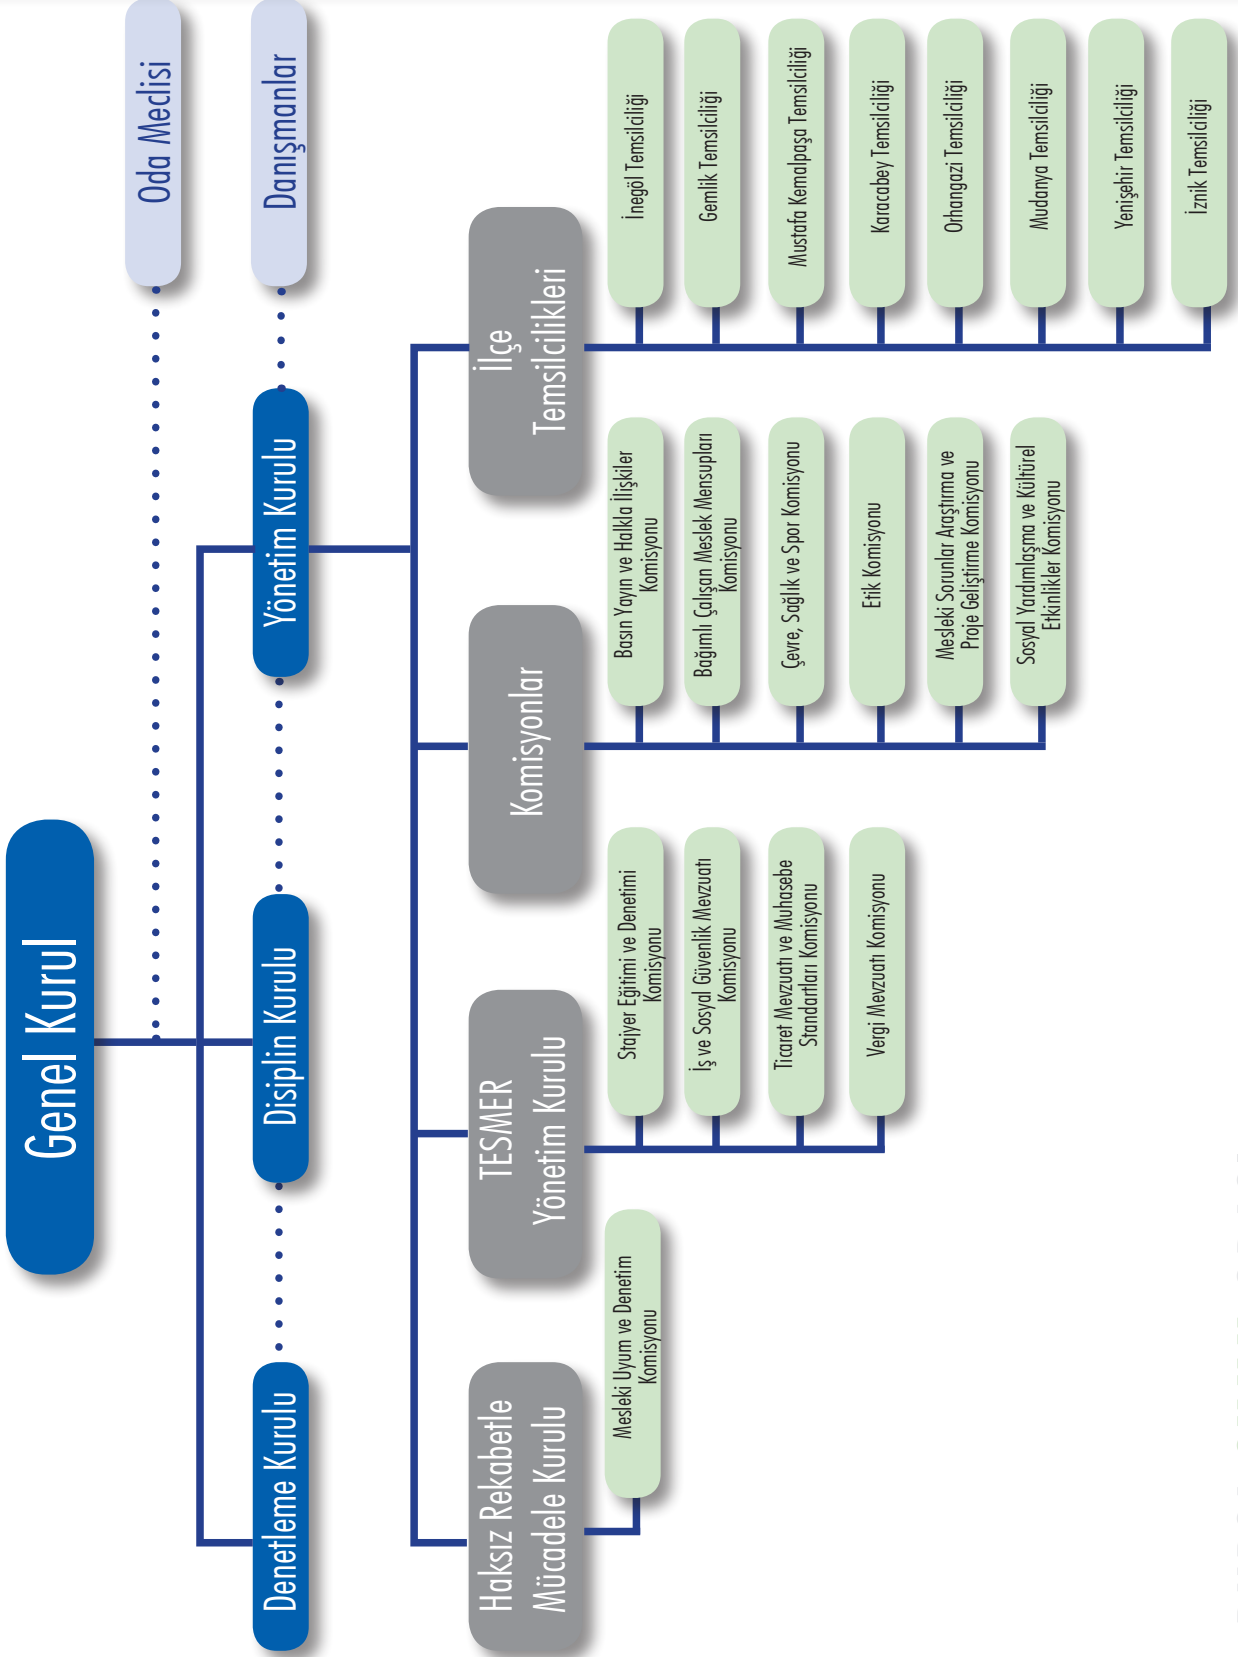 Genel Kurul
Oda Meclisi
Denetleme Kurulu
Disiplin Kurulu
Yönetim Kurulu
Danışmanlar
Haksız Rekabetle
Mücadele Kurulu
TESMER
Yönetim Kurulu
Komisyonlar
İlçe
Temsilcilikleri
Mesleki Uyum ve Denetim
Komisyonu
Stajyer Eğitimi ve Denetimi
Komisyonu
İş ve Sosyal Güvenlik Mevzuatı
Komisyonu
Ticaret Mevzuatı ve Muhasebe
Standartları Komisyonu
Vergi Mevzuatı Komisyonu
Basın Yayın ve Halkla İlişkiler
Komisyonu
Bağımlı Çalışan Meslek Mensupları
Komisyonu
Çevre, Sağlık ve Spor Komisyonu
Etik Komisyonu
Mesleki Sorunlar Araştırma ve
Proje Geliştirme Komisyonu
Sosyal Yardımlaşma ve Kültürel
Etkinlikler Komisyonu
İnegöl Temsilciliği
Gemlik Temsilciliği
Mustafa Kemalpaşa Temsilciliği
Karacabey Temsilciliği
Orhangazi Temsilciliği
Mudanya Temsilciliği
Yenişehir Temsilciliği
İznik Temsilciliği